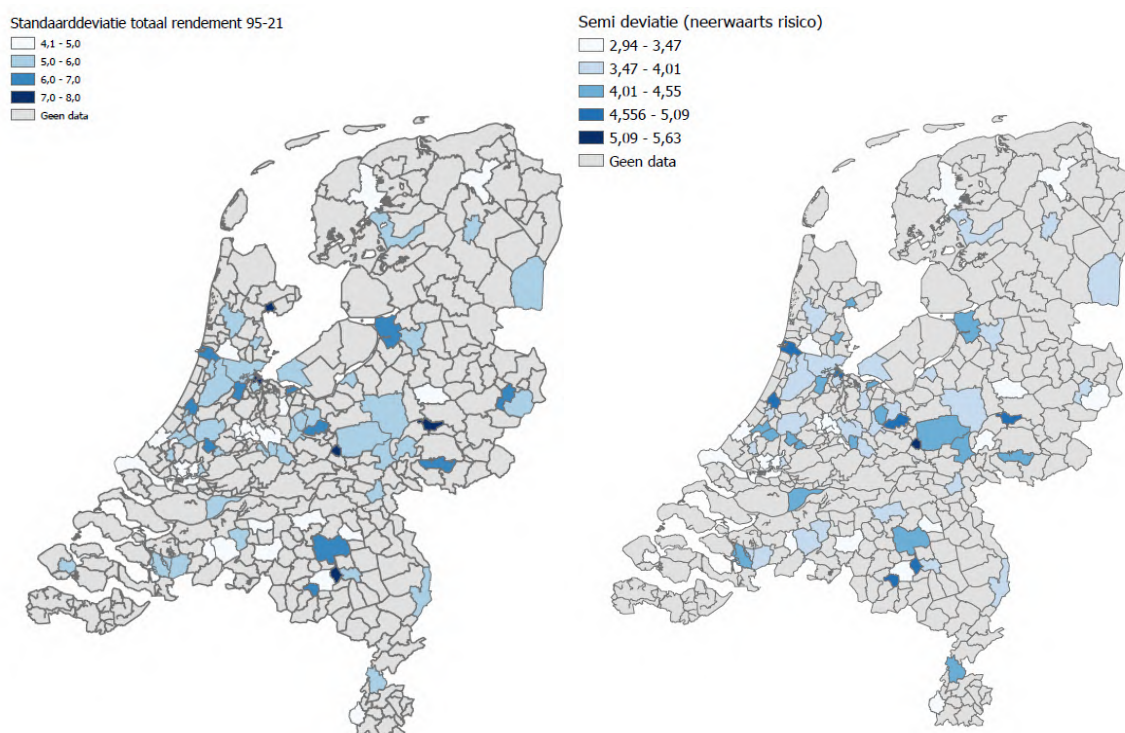 Standaarddeviatie totaal rendement 95-21
4,1 - 5,0
5,0 - 6,0
6,0 - 7,0
7,0 - 8,0
Geen data
Semi deviatie (neerwaarts risico)
2,94 - 3,47
3,47 - 4,01
4,01 - 4,55
4,556 - 5,09
5,09 - 5,63
Geen data